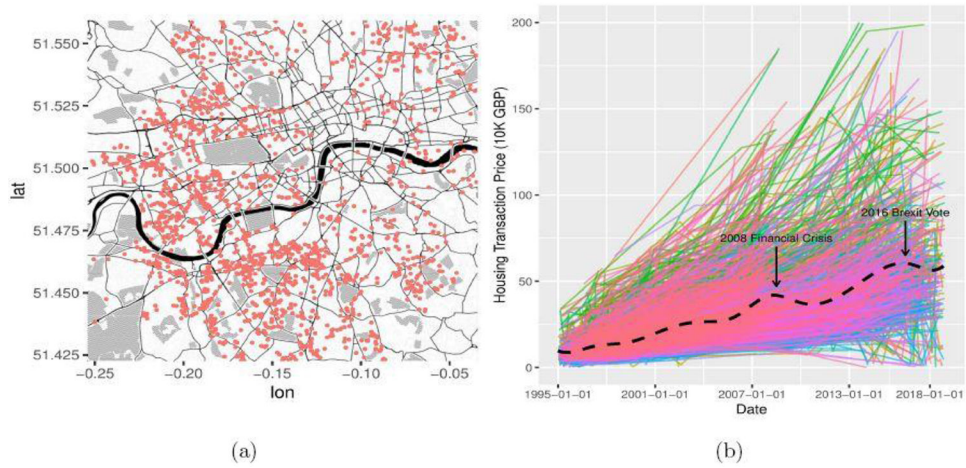 lat
51.560
51.525
51.500
51.475
51.450
51.425
-0.25
-0.20
-0.15
-0.10
-0.05
lon
(a)
Housing Transaction Price (10K GBP)
200
150
100
50
0
2016 Brexit Vote
2008 Financial Crisis
1995-01-01
2001-01-01
2007-01-01
2013-01-01
2018-01-01
Date
(b)